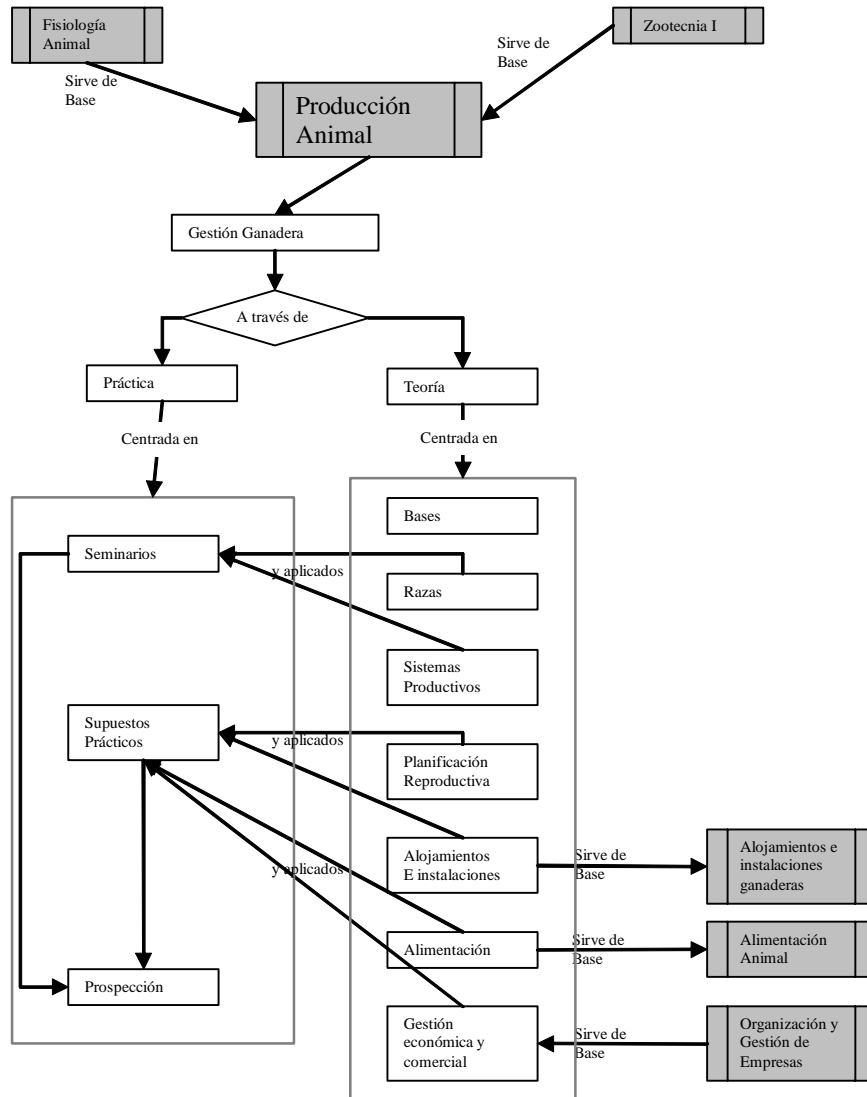 Fisiología
Animal
Zootecnia I
Sirve de
Base
Sirve de
Base
Producción
Animal
Gestión Ganadera
A través de
Práctica
Teoría
Centrada en
Centrada en
Bases
Seminarios
y aplicados
Razas
Sistemas
Productivos
Supuestos
Prácticos
y aplicados
Planificación
Reproductiva
Alojamientos
E instalaciones
Sirve de
Base
Alojamientos e
instalaciones
ganaderas
y aplicados
Alimentación
Sirve de
Base
Alimentación
Animal
Prospección
Gestión
económica y
comercial
Sirve de
Base
Organización y
Gestión de
Empresas